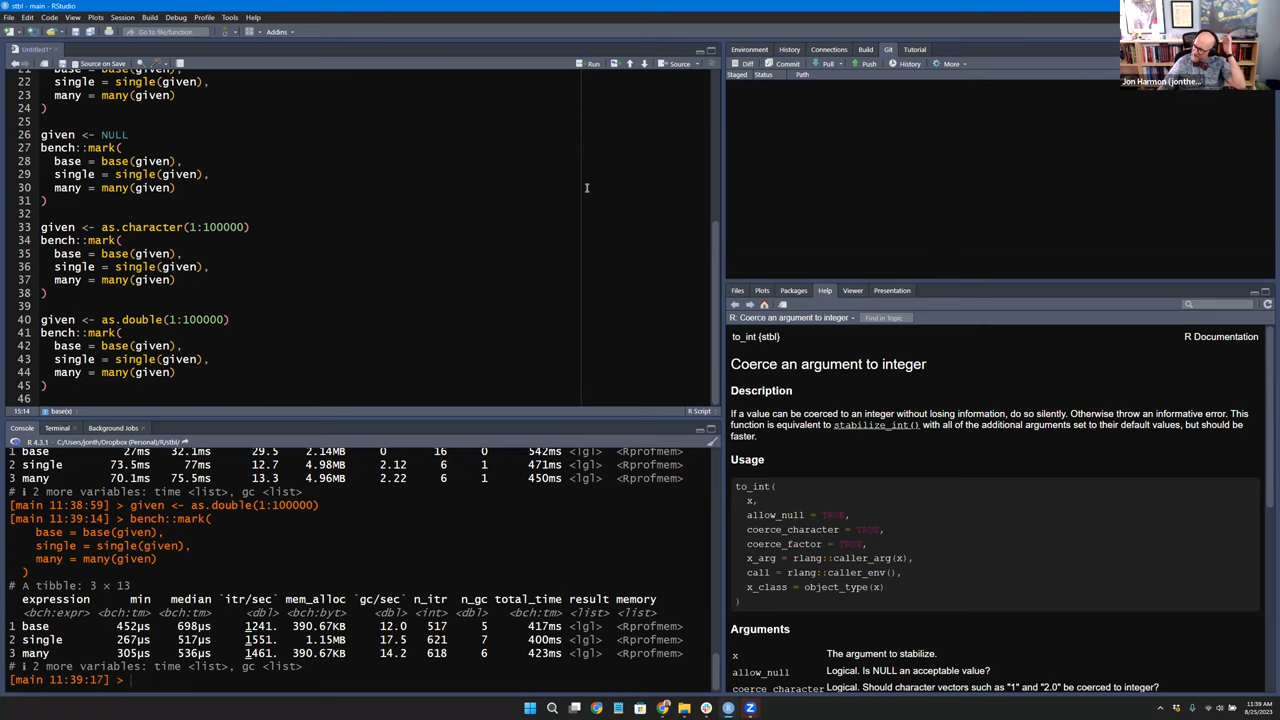 stbl - main - RStudio
File Edit Code View Plots Session Build Debug Profile Tools Help
Go to file/function Addins
Untitled1*
Source on Save Run Source
21 base = base(given),
22 single = single(given),
23 many = many(given)
24 )
25
26 given <- NULL
27 bench::mark(
28 base = base(given),
29 single = single(given),
30 many = many(given)
31 )
32
33 given <- as.character(1:100000)
34 bench::mark(
35 base = base(given),
36 single = single(given),
37 many = many(given)
38 )
39
40 given <- as.double(1:100000)
41 bench::mark(
42 base = base(given),
43 single = single(given),
44 many = many(given)
45 )
46
15:14 base(x) R Script
Console Terminal Background Jobs
R 4.3.1 · C:/Users/jonth/Dropbox (Personal)/R/stbl/
1 base 27ms 32.1ms 29.5 2.14MB 0 16 0 542ms <lgl> <Rprofmem>
2 single 73.5ms 77ms 12.7 4.98MB 2.12 6 1 471ms <lgl> <Rprofmem>
3 many 70.1ms 75.5ms 13.3 4.96MB 2.22 6 1 450ms <lgl> <Rprofmem>
# ℹ 2 more variables: time <list>, gc <list>
[main 11:38:59] > given <- as.double(1:100000)
[main 11:39:14] > bench::mark(
base = base(given),
single = single(given),
many = many(given)
)
# A tibble: 3 × 13
expression min median `itr/sec` mem_alloc `gc/sec` n_itr n_gc total_time result memory
<bch:expr> <bch:tm> <bch:tm> <dbl> <bch:byt> <dbl> <int> <dbl> <bch:tm> <list> <list>
1 base 452µs 698µs 1241. 390.67KB 12.0 517 5 417ms <lgl> <Rprofmem>
2 single 267µs 517µs 1551. 1.15MB 17.5 621 7 400ms <lgl> <Rprofmem>
3 many 305µs 536µs 1461. 390.67KB 14.2 618 6 423ms <lgl> <Rprofmem>
# ℹ 2 more variables: time <list>, gc <list>
[main 11:39:17] >
Environment History Connections Build Git Tutorial
Diff Commit Pull Push History More
Staged Status Path
Jon Harmon (jonthe...
Files Plots Packages Help Viewer Presentation
R: Coerce an argument to integer Find in Topic
to_int {stbl} R Documentation
Coerce an argument to integer
Description
If a value can be coerced to an integer without losing information, do so silently. Otherwise throw an informative error. This
function is equivalent to stabilize_int() with all of the additional arguments set to their default values, but should be
faster.
Usage
to_int(
x,
allow_null = TRUE,
coerce_character = TRUE,
coerce_factor = TRUE,
x_arg = rlang::caller_arg(x),
call = rlang::caller_env(),
x_class = object_type(x)
)
Arguments
x The argument to stabilize.
allow_null Logical. Is NULL an acceptable value?
coerce_character Logical. Should character vectors such as "1" and "2.0" be coerced to integer?
11:39 AM
8/25/2023